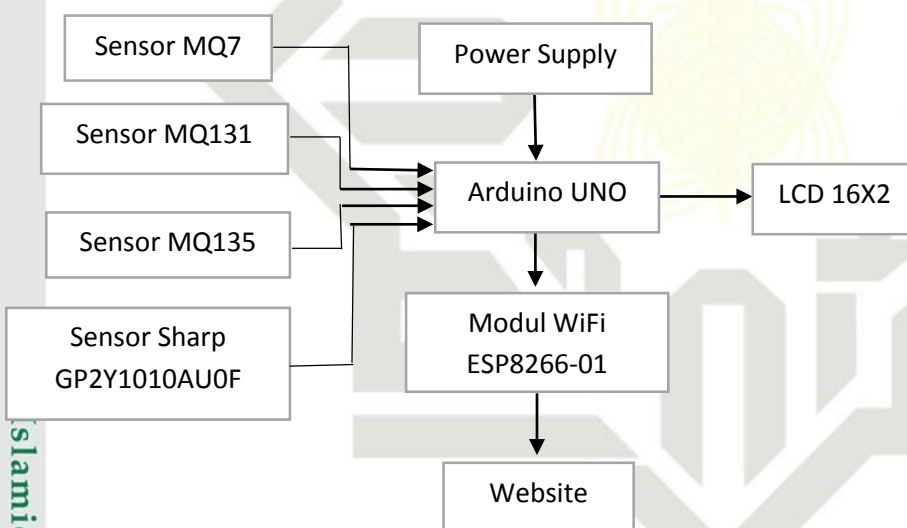 Sensor MQ7
Power Supply
Sensor MQ131
Arduino UNO
LCD 16X2
Sensor MQ135
Modul WiFi
ESP8266-01
Sensor Sharp
GP2Y1010AU0F
Website
slami